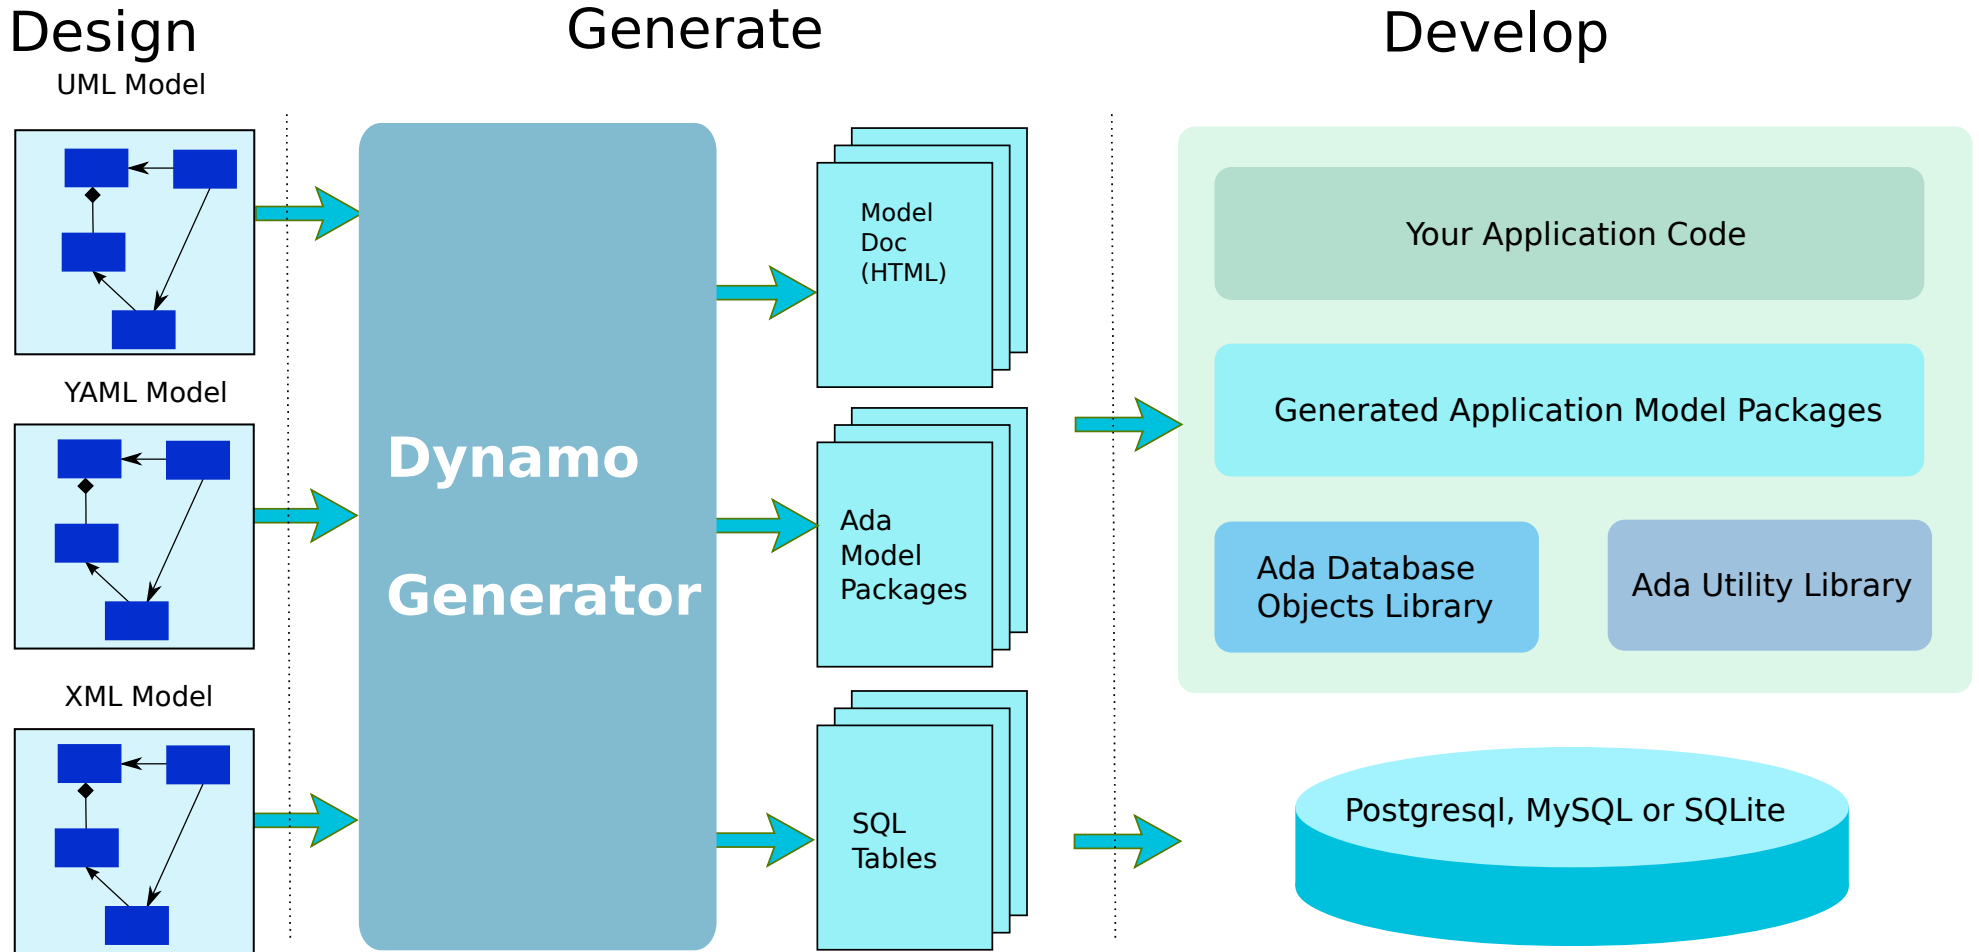 Design
Generate
Develop
UML Model
YAML Model
XML Model
Dynamo
Generator
Model
Doc
(HTML)
Ada
Model
Packages
SQL
Tables
Your Application Code
Generated Application Model Packages
Ada Database
Objects Library
Ada Utility Library
Postgresql, MySQL or SQLite